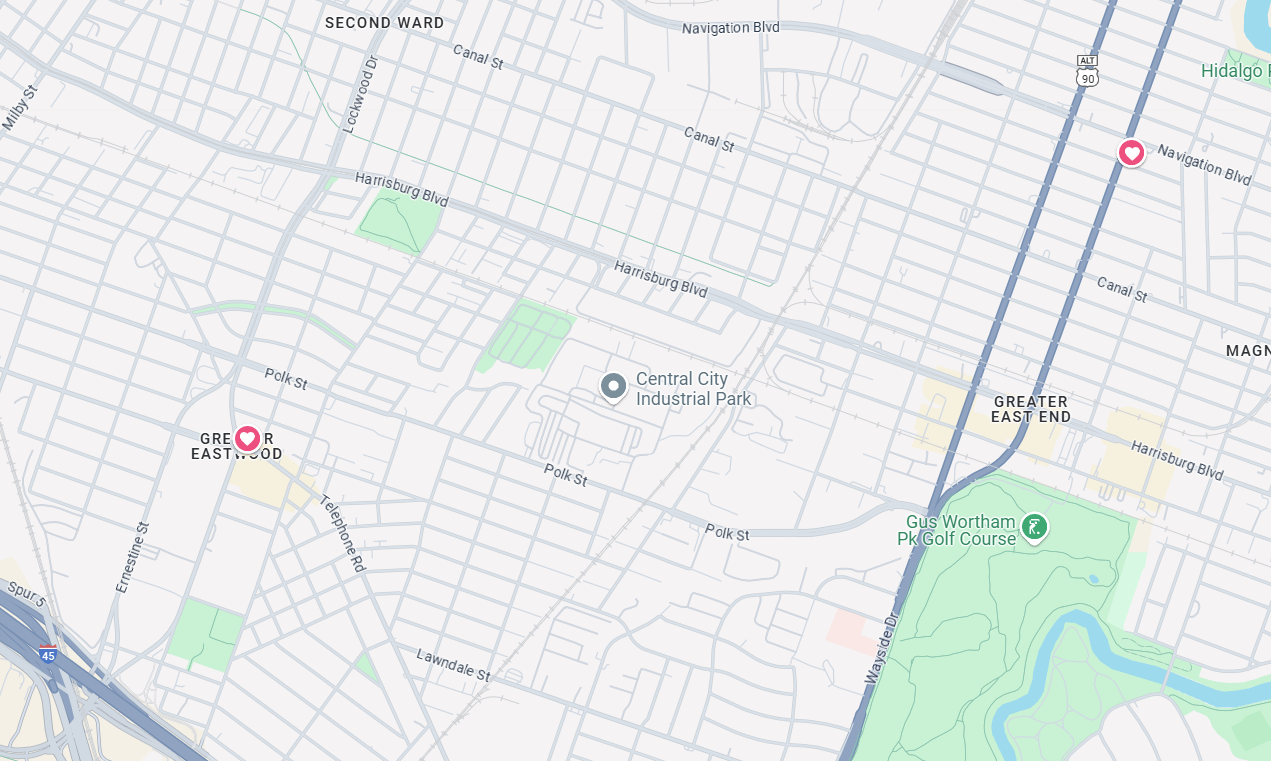 SECOND WARD
Navigation Blvd
Canal St
Lockwood Dr
ALT
90
Hidalgo
Milby St
Canal St
Navigation Blvd
Harrisburg Blvd
Harrisburg Blvd
Canal St
MAGN
Polk St
Central City
Industrial Park
GREATER
EAST END
GRE R
EASTWOOD
Harrisburg Blvd
Polk St
Telephone Rd
Gus Wortham
Pk Golf Course
Polk St
Ernestine St
Spur 5
45
Wayside Dr
Lawndale St